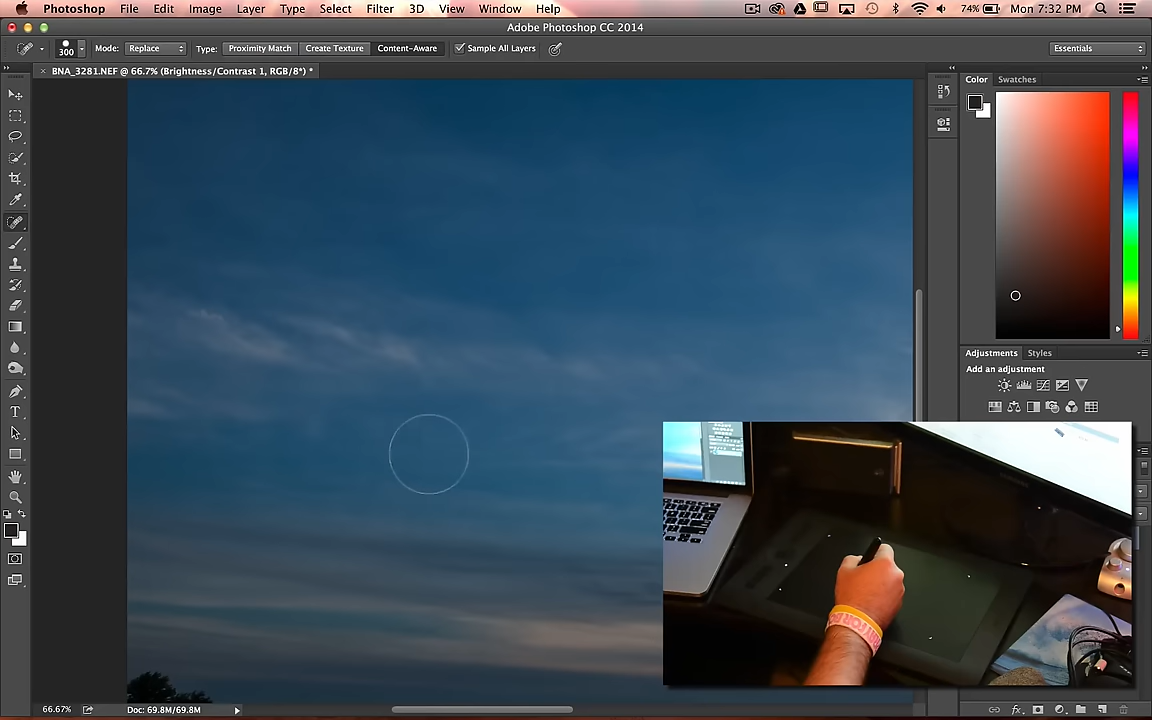 Photoshop File Edit Image Layer Type Select Filter 3D View Window Help 74% Mon 7:32 PM
Adobe Photoshop CC 2014
300 Mode: Replace Type: Proximity Match Create Texture Content-Aware Sample All Layers Essentials
× BNA_3281.NEF @ 66.7% (Brightness/Contrast 1, RGB/8*) *
Color Swatches
Adjustments Styles
Add an adjustment
T
66.67% Doc: 69.8M/69.8M
fx